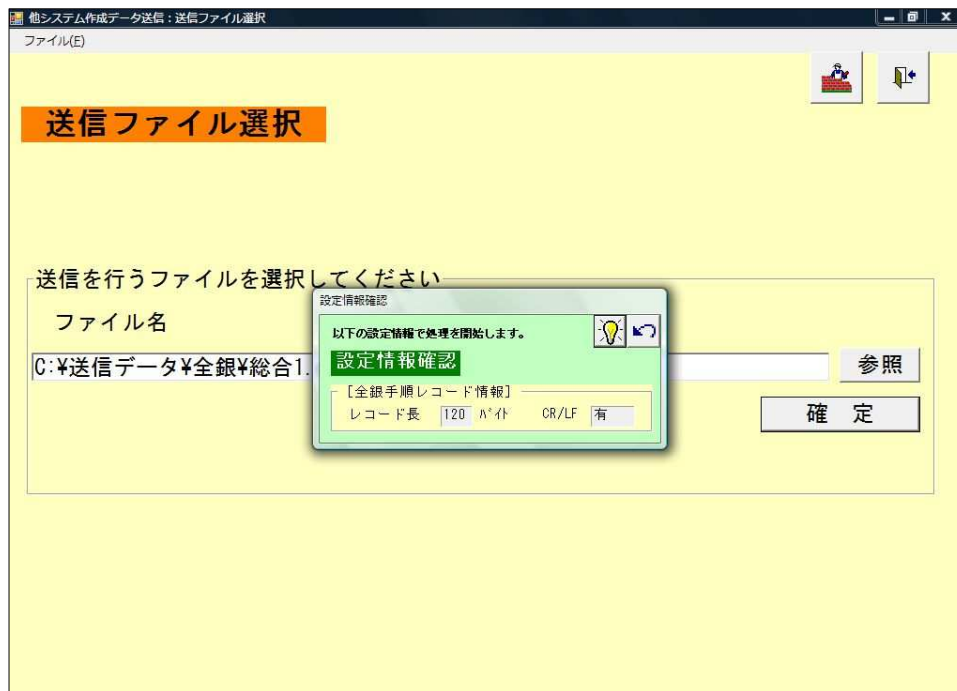 他システム作成データ送信:送信ファイル選択
ファイル(E)
送信ファイル選択
送信を行うファイルを選択してください
ファイル名
C:¥送信データ¥全銀¥総合1.
参照
確 定
設定情報確認
以下の設定情報で処理を開始します。
設定情報確認
[全銀手順レコード情報]
レコード長 120 バイト CR/LF 有